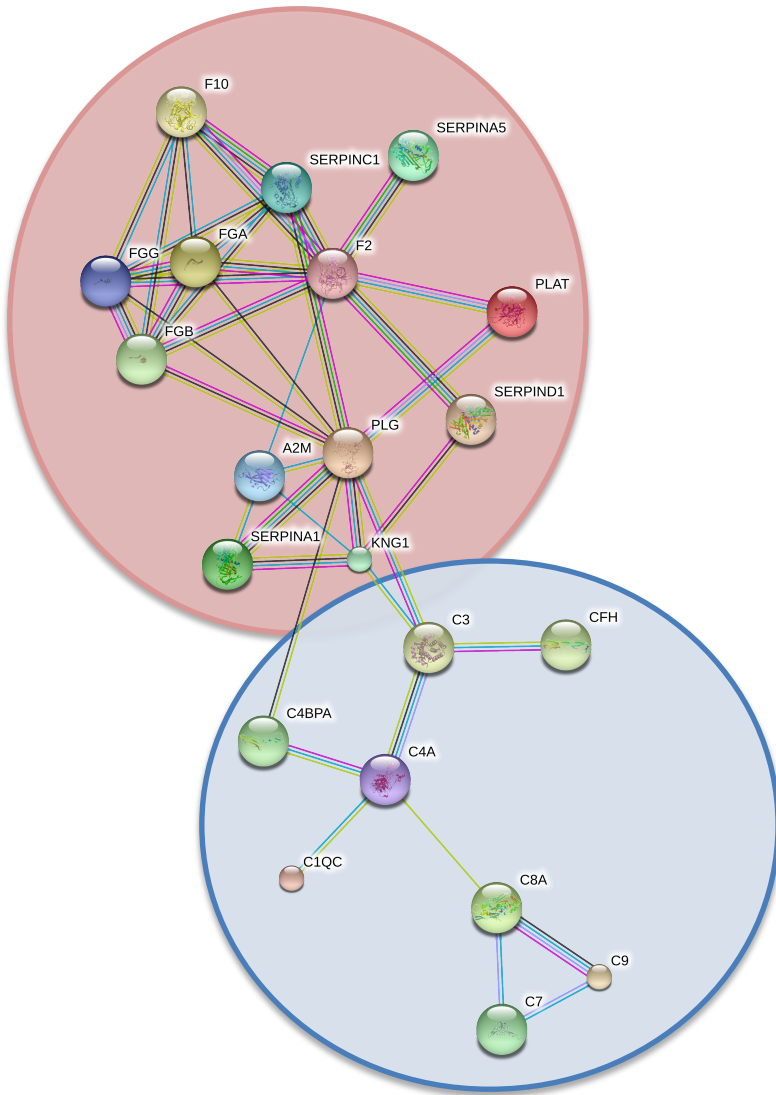 F10
SERPINA5
SERPINC1
FGA
F2
FGG
PLAT
FGB
SERPIND1
PLG
A2M
SERPINA1
KNG1
C3
CFH
C4BPA
C4A
C1QC
C8A
C9
C7